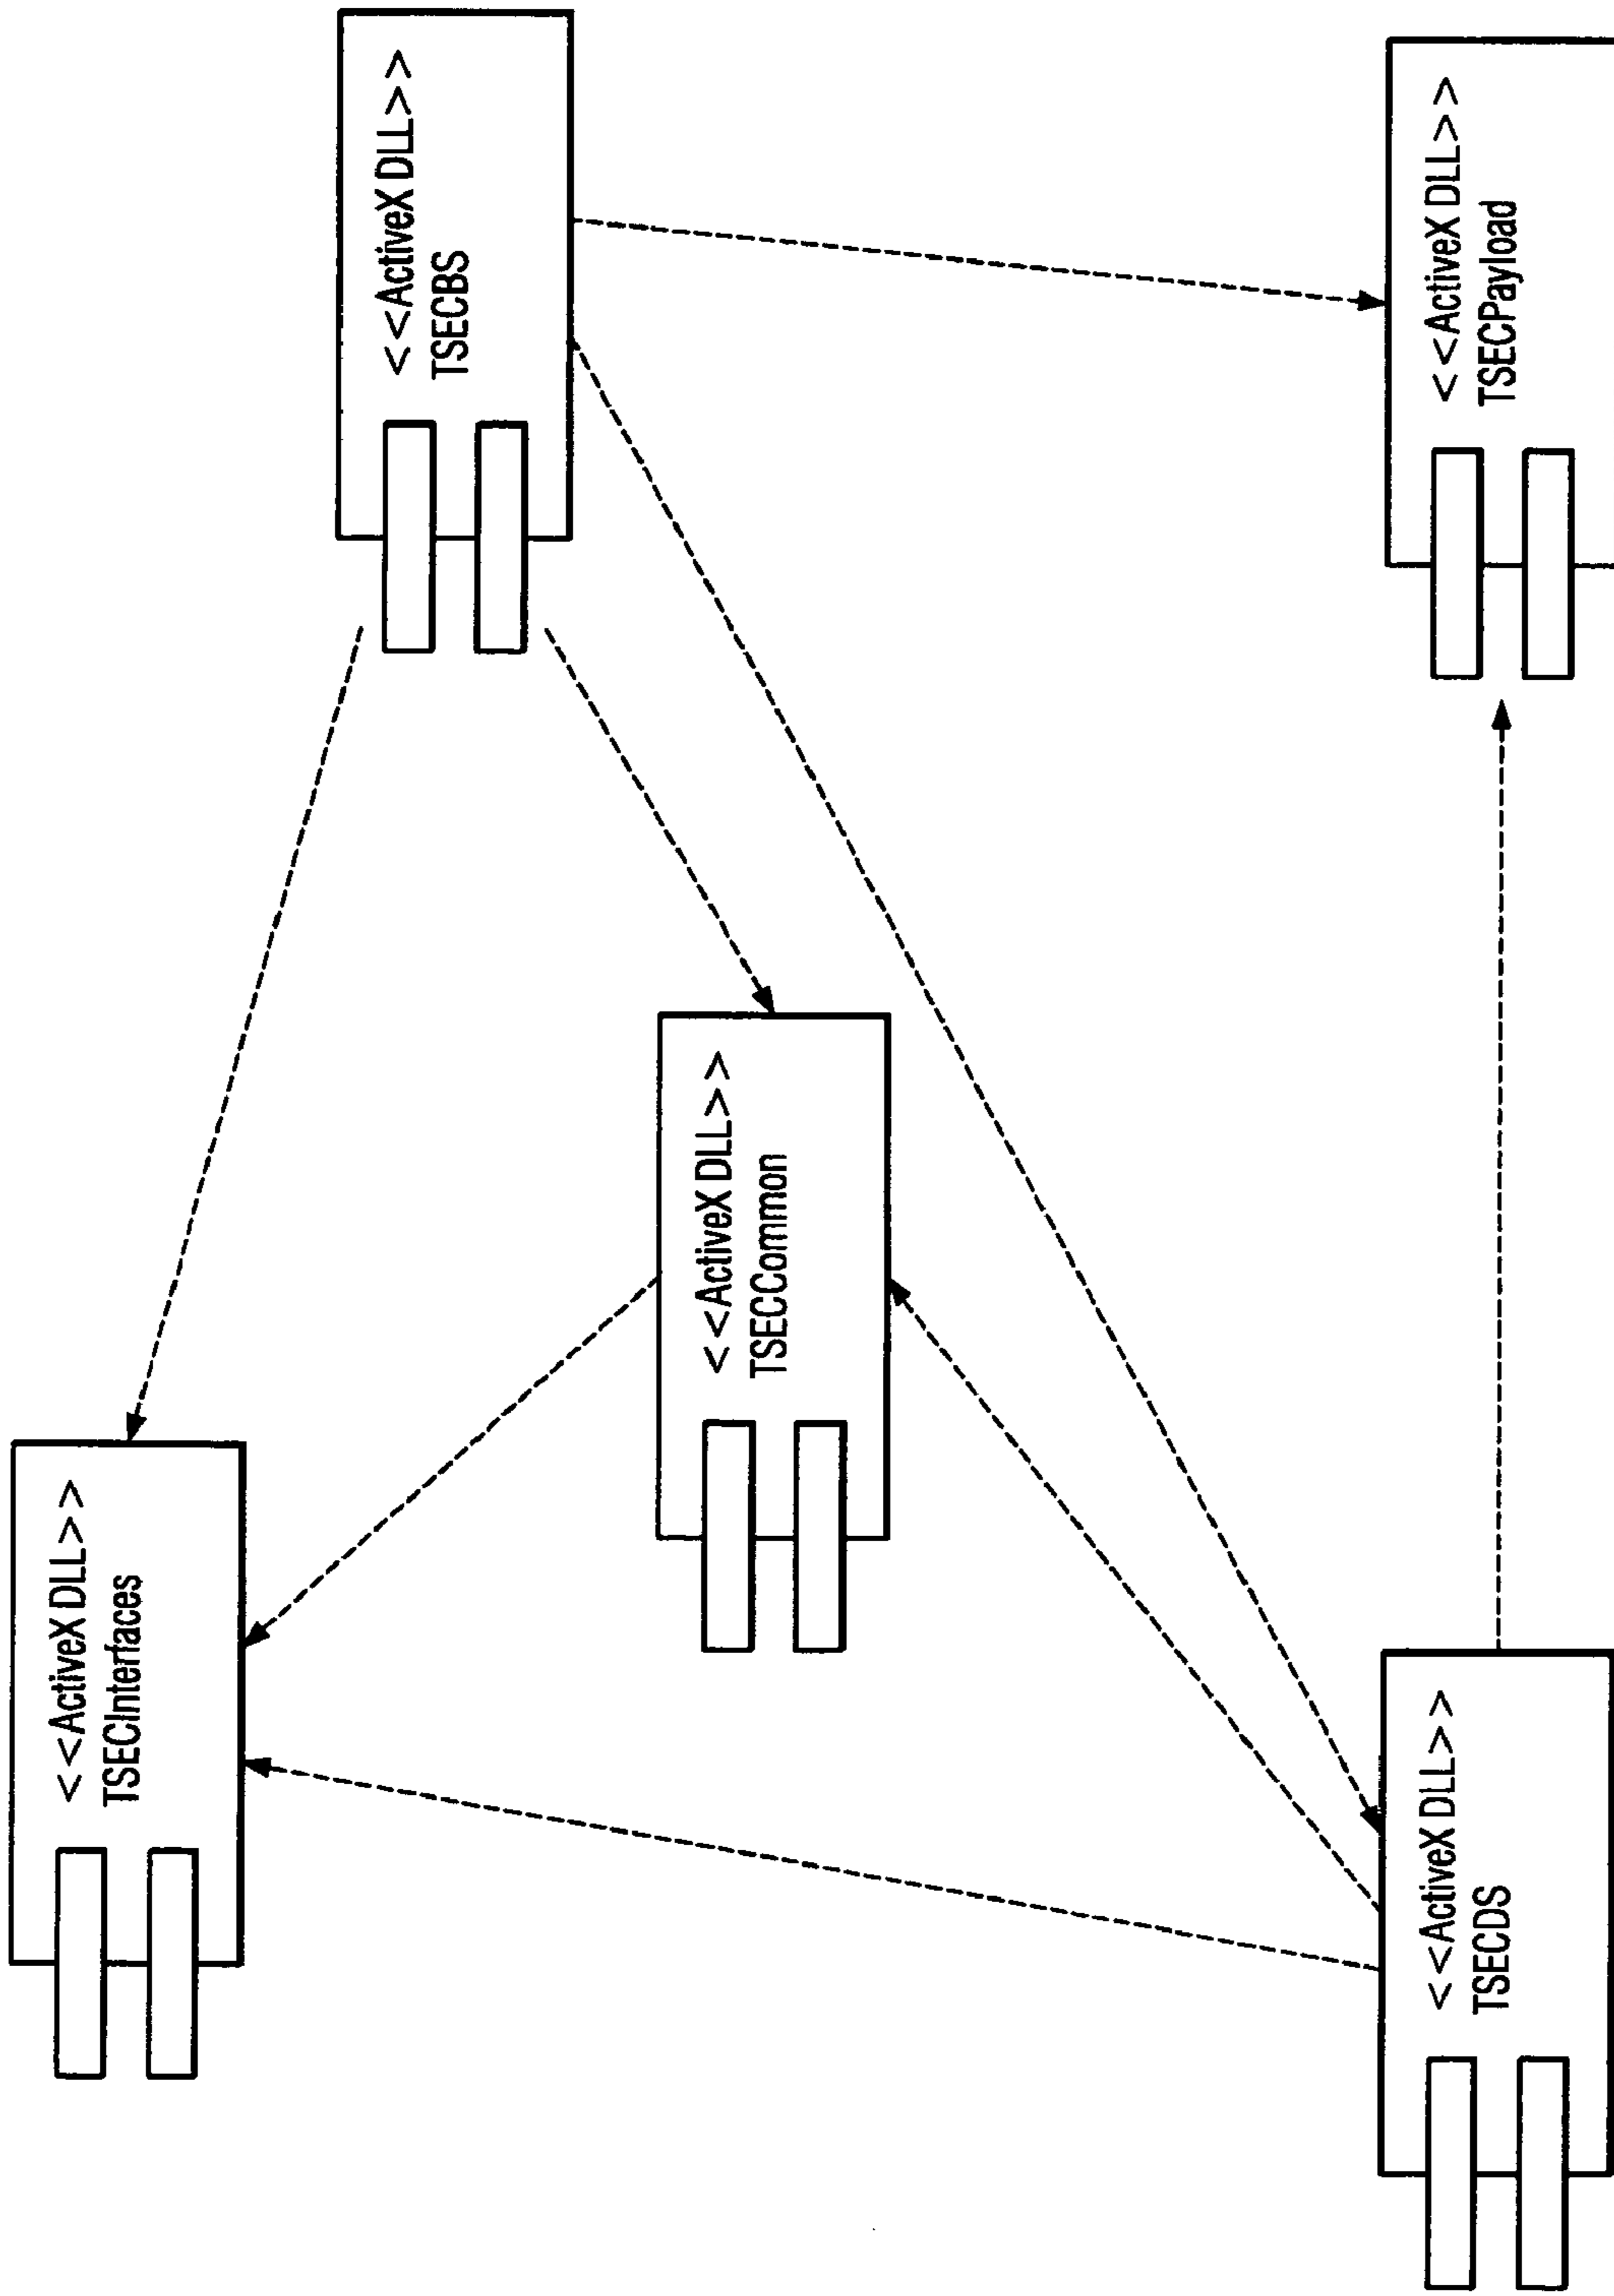 <<ActiveX DLL>>
TSECInterfaces
<<ActiveX DLL>>
TSECBS
<<ActiveX DLL>>
TSECCommon
<<ActiveX DLL>>
TSECDS
<<ActiveX DLL>>
TSECPayload